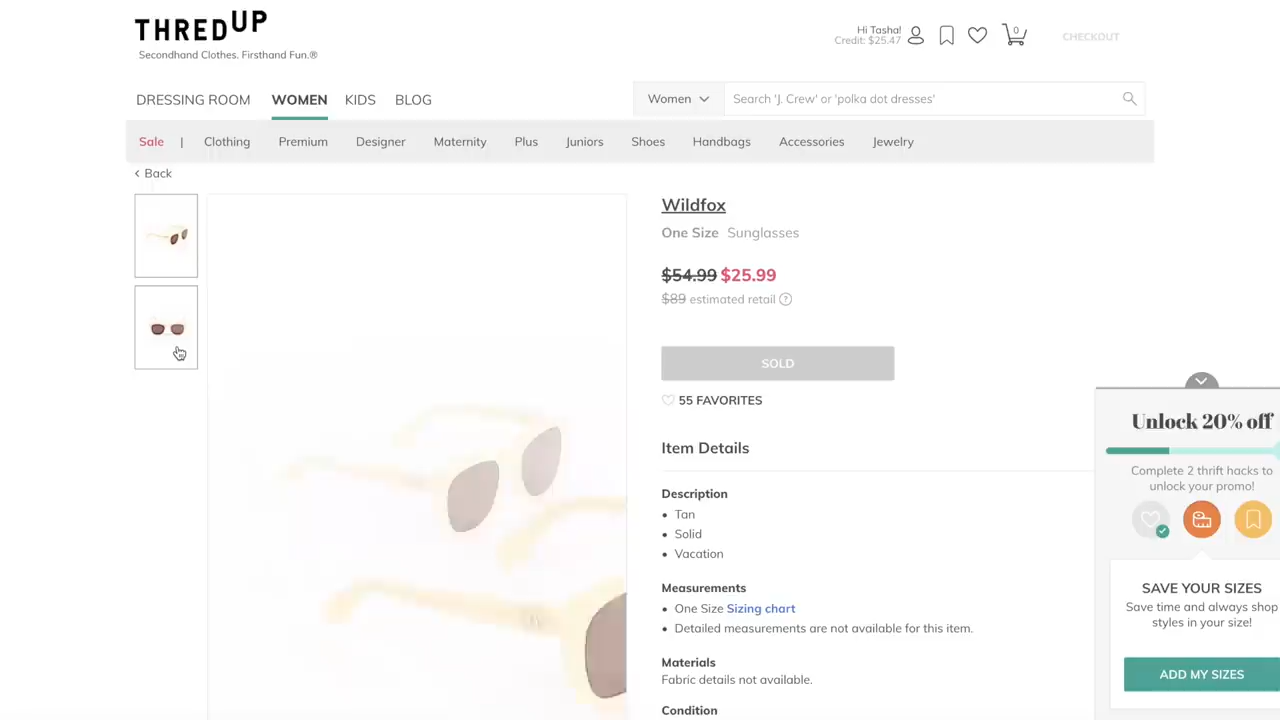 THREDUP
Secondhand Clothes. Firsthand Fun.®
Hi Tasha!
Credit: $25.47
0
CHECKOUT
DRESSING ROOM
WOMEN
KIDS
BLOG
Women
Search 'J. Crew' or 'polka dot dresses'
Sale | Clothing Premium Designer Maternity Plus Juniors Shoes Handbags Accessories Jewelry
Back
Wildfox
One Size Sunglasses
$54.99 $25.99
$89 estimated retail ?
SOLD
55 FAVORITES
Item Details
Description
• Tan
• Solid
• Vacation
Measurements
• One Size Sizing chart
• Detailed measurements are not available for this item.
Materials
Fabric details not available.
Condition
Unlock 20% off
Complete 2 thrift hacks to
unlock your promo!
SAVE YOUR SIZES
Save time and always shop
styles in your size!
ADD MY SIZES